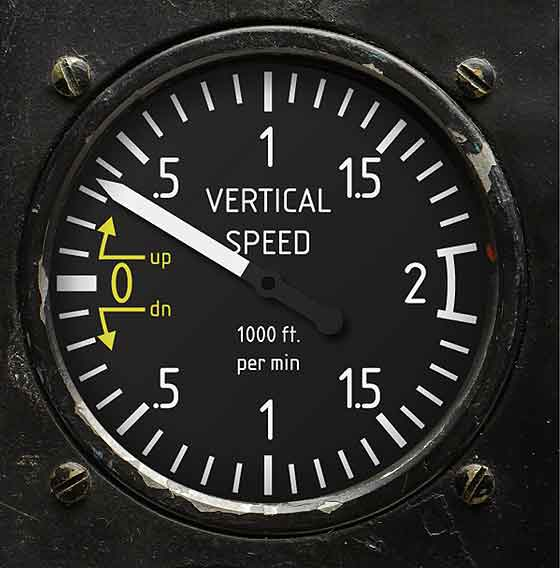 1
.5 1.5
VERTICAL
SPEED
up
0 2
dn
1000 ft.
per min
.5 1.5
1